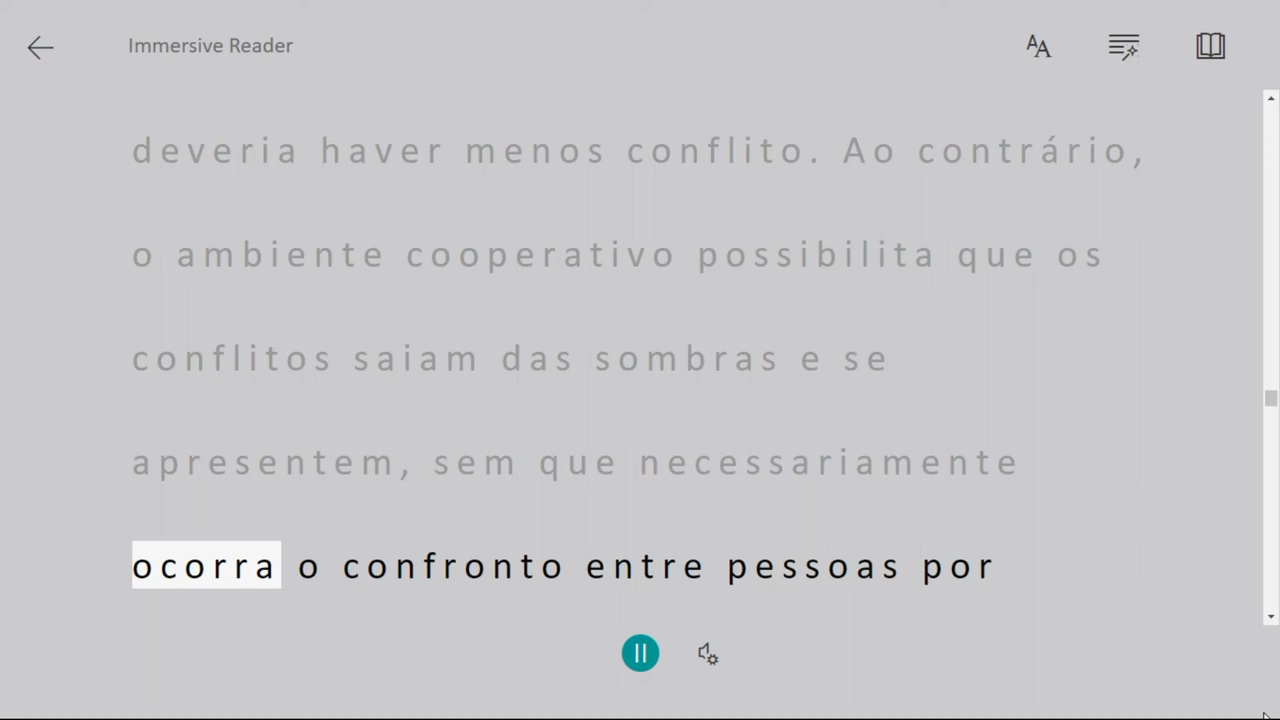 Immersive Reader
deveria haver menos conflito. Ao contrário,
o ambiente cooperativo possibilita que os
conflitos saiam das sombras e se
apresentem, sem que necessariamente
ocorra o confronto entre pessoas por